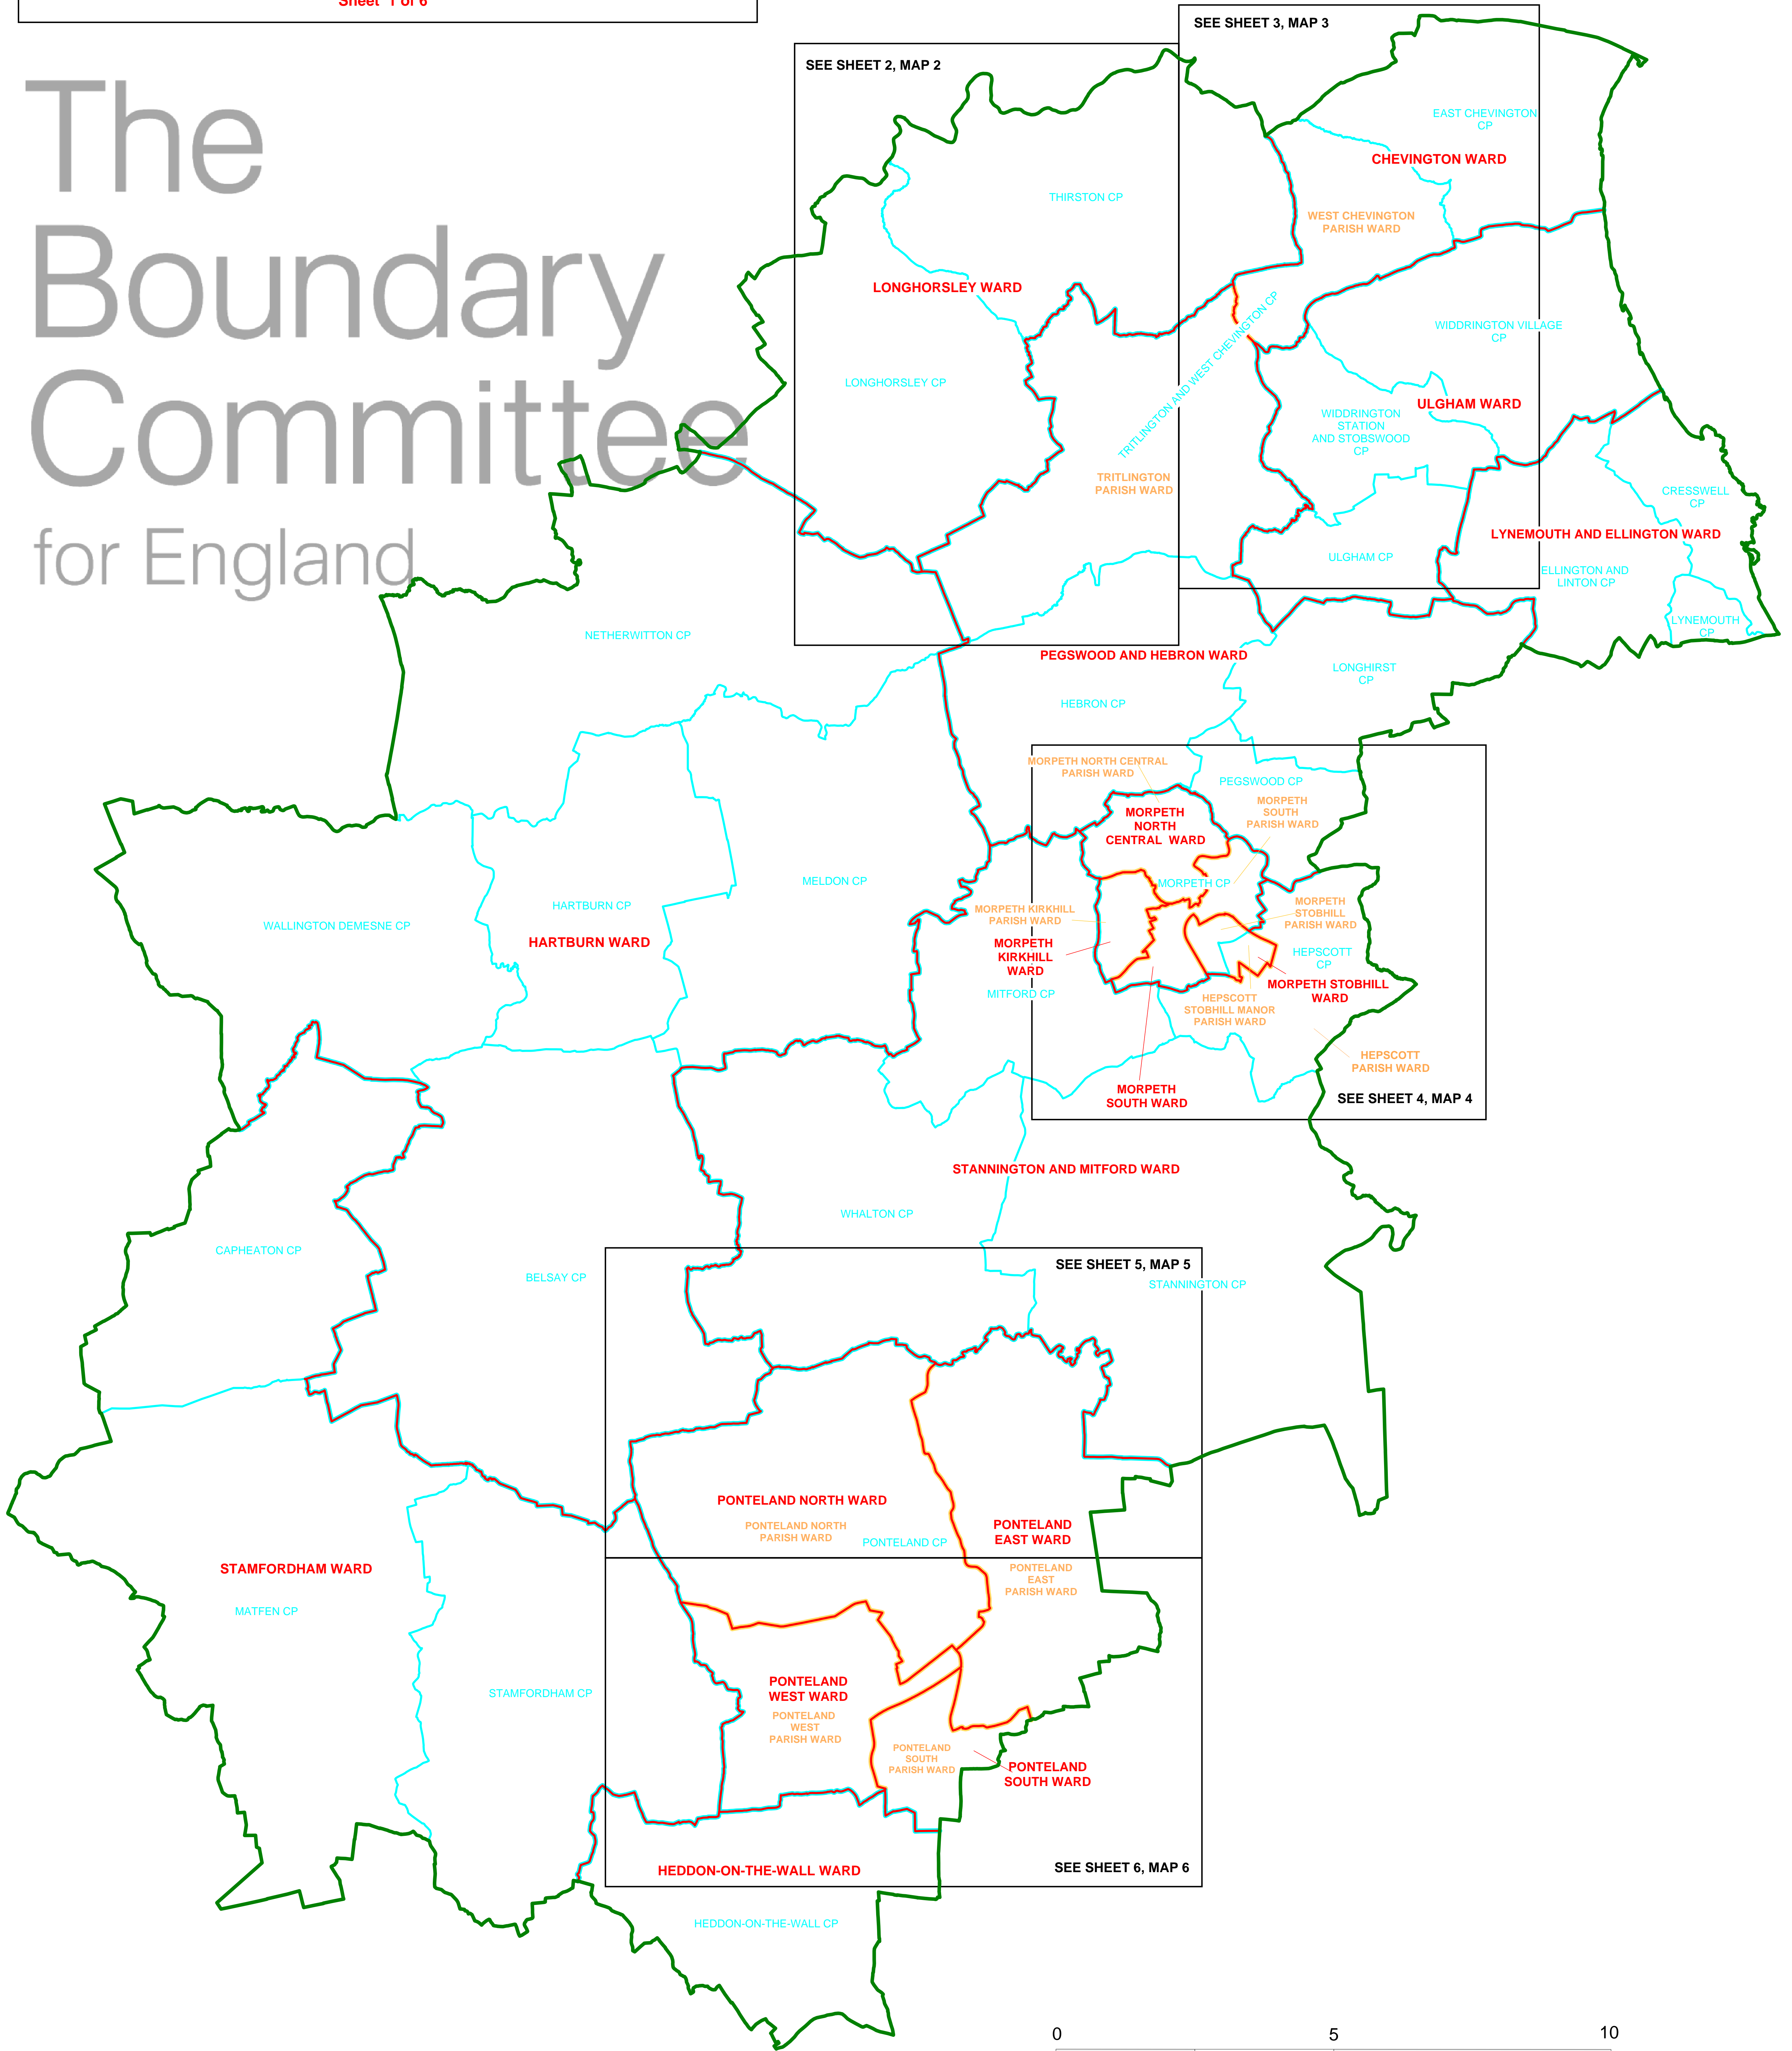 Sheet 1 of 6
The
Boundary
Committee
for England
SEE SHEET 2, MAP 2
SEE SHEET 3, MAP 3
EAST CHEVINGTON
CP
CHEVINGTON WARD
THIRSTON CP
WEST CHEVINGTON
PARISH WARD
LONGHORSLEY WARD
TRITLINGTON AND WEST CHEVINGTON CP
WIDDRINGTON VILLAGE
CP
LONGHORSLEY CP
ULGHAM WARD
WIDDRINGTON
STATION
AND STOBSWOOD
CP
TRITLINGTON
PARISH WARD
CRESSWELL
CP
LYNEMOUTH AND ELLINGTON WARD
ULGHAM CP
ELLINGTON AND
LINTON CP
LYNEMOUTH
CP
NETHERWITTON CP
PEGSWOOD AND HEBRON WARD
LONGHIRST
CP
HEBRON CP
MORPETH NORTH CENTRAL
PARISH WARD
PEGSWOOD CP
MORPETH
SOUTH
PARISH WARD
MORPETH
NORTH
CENTRAL WARD
MELDON CP
MORPETH CP
HARTBURN CP
MORPETH KIRKHILL
PARISH WARD
MORPETH
STOBHILL
PARISH WARD
WALLINGTON DEMESNE CP
HARTBURN WARD
MORPETH
KIRKHILL
WARD
HEPSCOTT
CP
MITFORD CP
MORPETH STOBHILL
WARD
HEPSCOTT
STOBHILL MANOR
PARISH WARD
HEPSCOTT
PARISH WARD
MORPETH
SOUTH WARD
SEE SHEET 4, MAP 4
STANNINGTON AND MITFORD WARD
WHALTON CP
CAPHEATON CP
BELSAY CP
SEE SHEET 5, MAP 5
STANNINGTON CP
PONTELAND NORTH WARD
PONTELAND NORTH
PARISH WARD
PONTELAND CP
PONTELAND
EAST WARD
STAMFORDHAM WARD
PONTELAND
EAST
PARISH WARD
MATFEN CP
PONTELAND
WEST WARD
STAMFORDHAM CP
PONTELAND
WEST
PARISH WARD
PONTELAND
SOUTH
PARISH WARD
PONTELAND
SOUTH WARD
HEDDON-ON-THE-WALL WARD
SEE SHEET 6, MAP 6
HEDDON-ON-THE-WALL CP
0 5 10